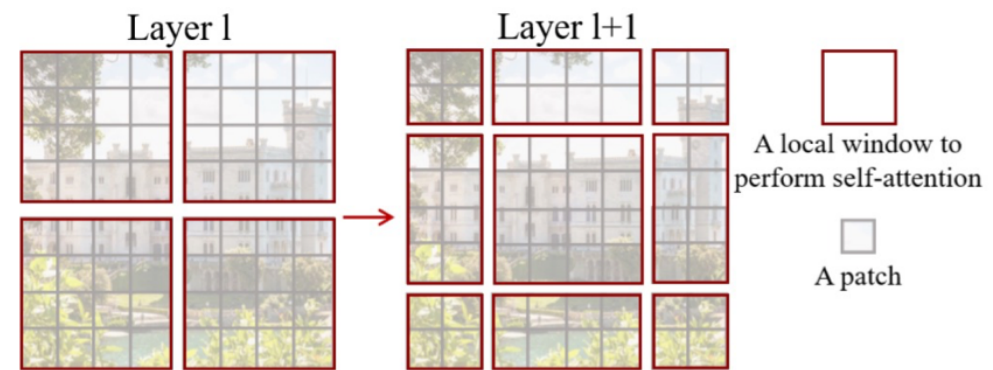 Layer l
Layer l+1
A local window to
perform self-attention
A patch